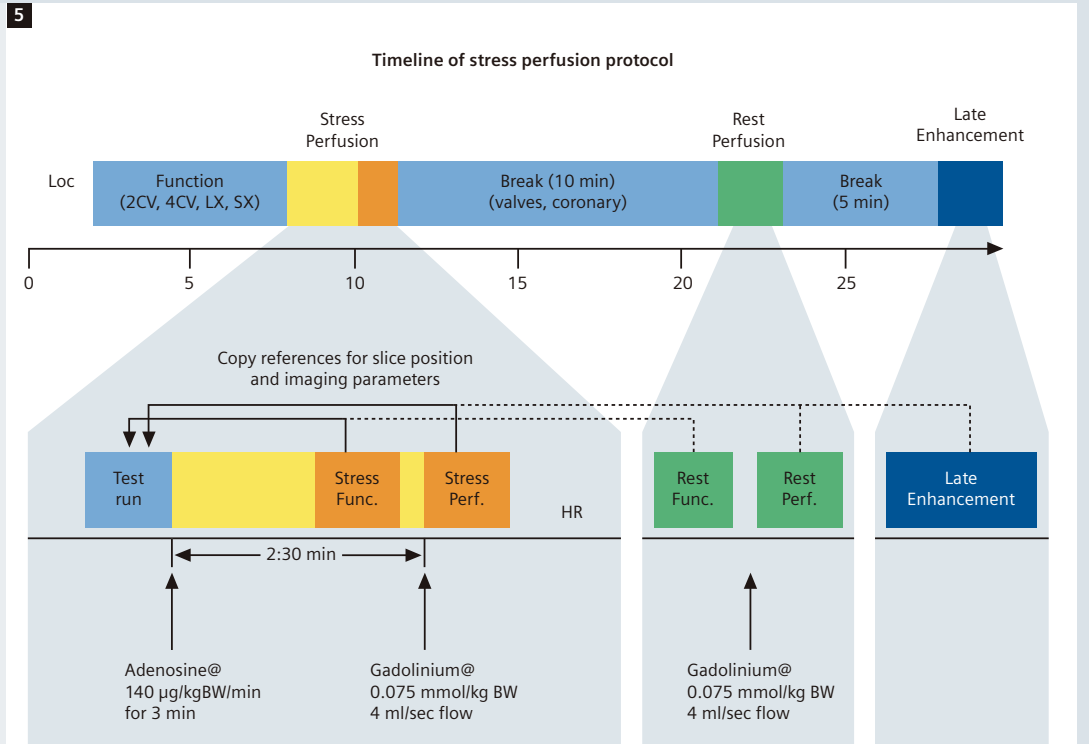 5
Timeline of stress perfusion protocol
Stress
Perfusion
Rest
Perfusion
Late
Enhancement
Loc
Function
(2CV, 4CV, LX, SX)
Break (10 min)
(valves, coronary)
Break
(5 min)
0
5
10
15
20
25
Copy references for slice position
and imaging parameters
Test
run
Stress
Func.
Stress
Perf.
HR
Rest
Func.
Rest
Perf.
Late
Enhancement
2:30 min
Adenosine@
140 µg/kgBW/min
for 3 min
Gadolinium@
0.075 mmol/kg BW
4 ml/sec flow
Gadolinium@
0.075 mmol/kg BW
4 ml/sec flow